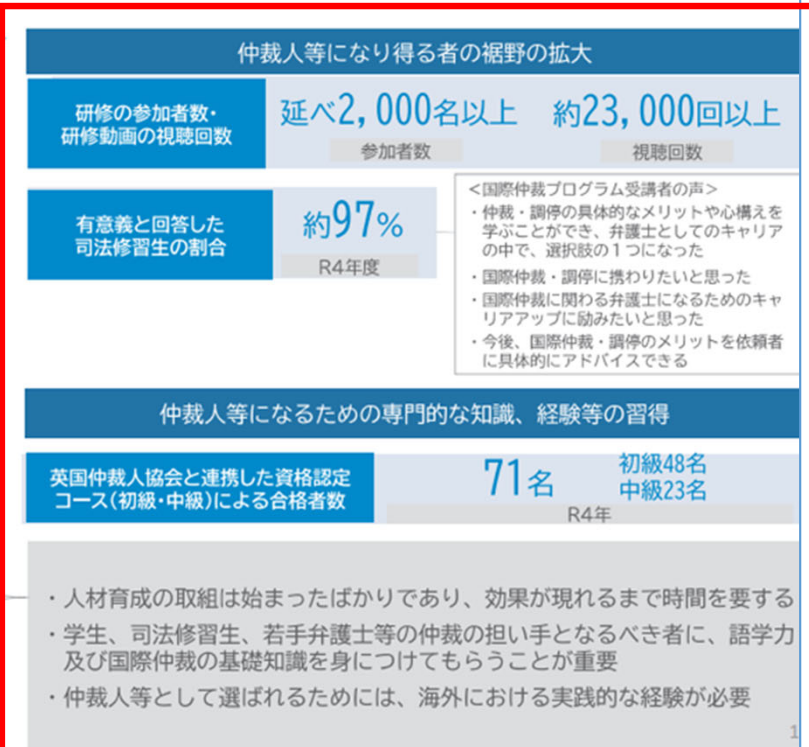 仲裁人等になり得る者の裾野の拡大
研修の参加者数・
研修動画の視聴回数
延べ2,000名以上
参加者数
約23,000回以上
視聴回数
有意義と回答した
司法修習生の割合
約97%
R4年度
＜国際仲裁プログラム受講者の声＞
・仲裁・調停の具体的なメリットや心構えを
学ぶことができ、弁護士としてのキャリア
の中で、選択肢の1つになった
・国際仲裁・調停に携わりたいと思った
・国際仲裁に関わる弁護士になるためのキャ
リアアップに励みたいと思った
・今後、国際仲裁・調停のメリットを依頼者
に具体的にアドバイスできる
仲裁人等になるための専門的な知識、経験等の習得
英国仲裁人協会と連携した資格認定
コース(初級・中級)による合格者数
71名
初級48名
中級23名
R4年
・人材育成の取組は始まったばかりであり、効果が現れるまで時間を要する
・学生、司法修習生、若手弁護士等の仲裁の担い手となるべき者に、語学力
及び国際仲裁の基礎知識を身につけてもらうことが重要
・仲裁人等として選ばれるためには、海外における実践的な経験が必要
1